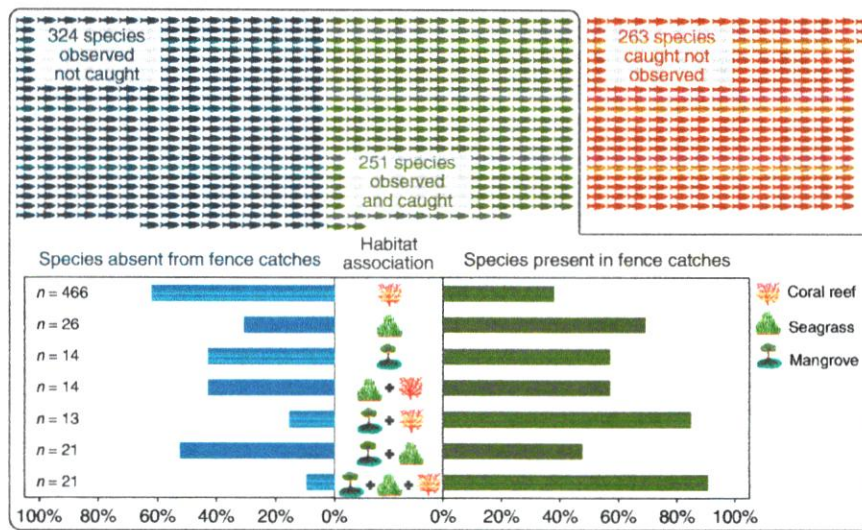 324 species
observed
not caught
263 species
caught not
observed
251 species
observed
and caught
Species absent from fence catches
Habitat
association
Species present in fence catches
n = 466
n = 26
n = 14
n = 14
n = 13
n = 21
n = 21
+
+
+
+ +
Coral reef
Seagrass
Mangrove
100% 80% 60% 40% 20% 0% 0% 20% 40% 60% 80% 100%